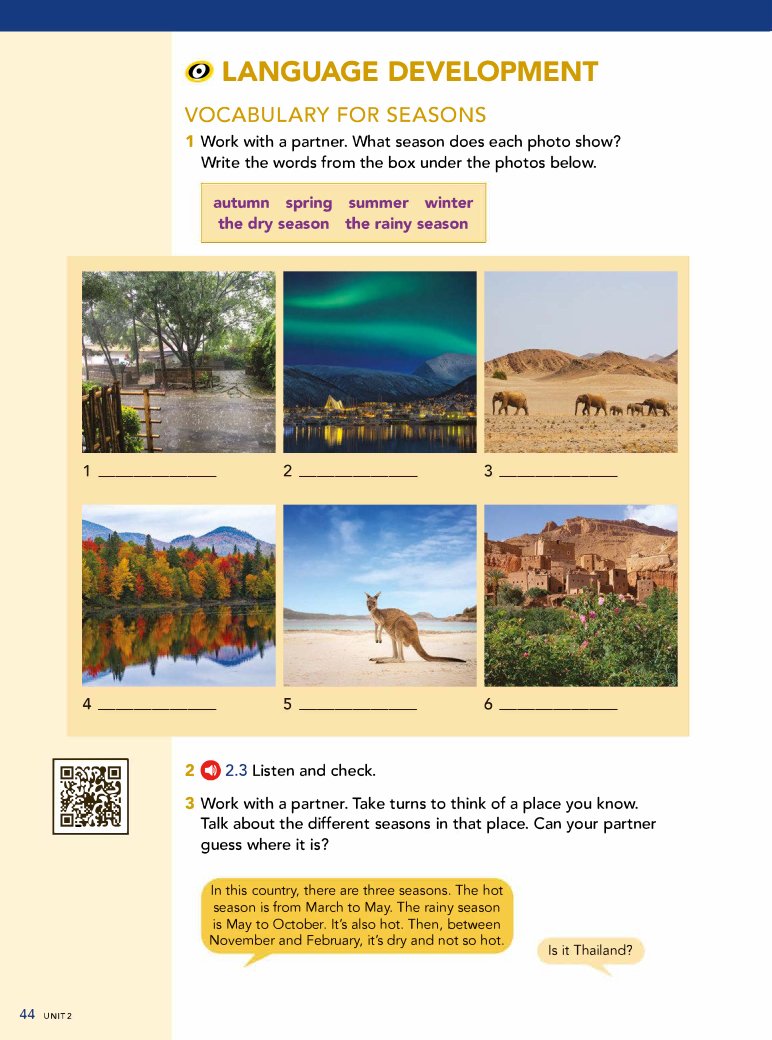 LANGUAGE DEVELOPMENT
VOCABULARY FOR SEASONS
1 Work with a partner. What season does each photo show?
Write the words from the box under the photos below.
autumn spring summer winter
the dry season the rainy season
1 _____________
2 _____________
3 _____________
4 _____________
5 _____________
6 _____________
2 2.3 Listen and check.
3 Work with a partner. Take turns to think of a place you know.
Talk about the different seasons in that place. Can your partner
guess where it is?
In this country, there are three seasons. The hot
season is from March to May. The rainy season
is May to October. It's also hot. Then, between
November and February, it's dry and not so hot.
Is it Thailand?
44 UNIT 2